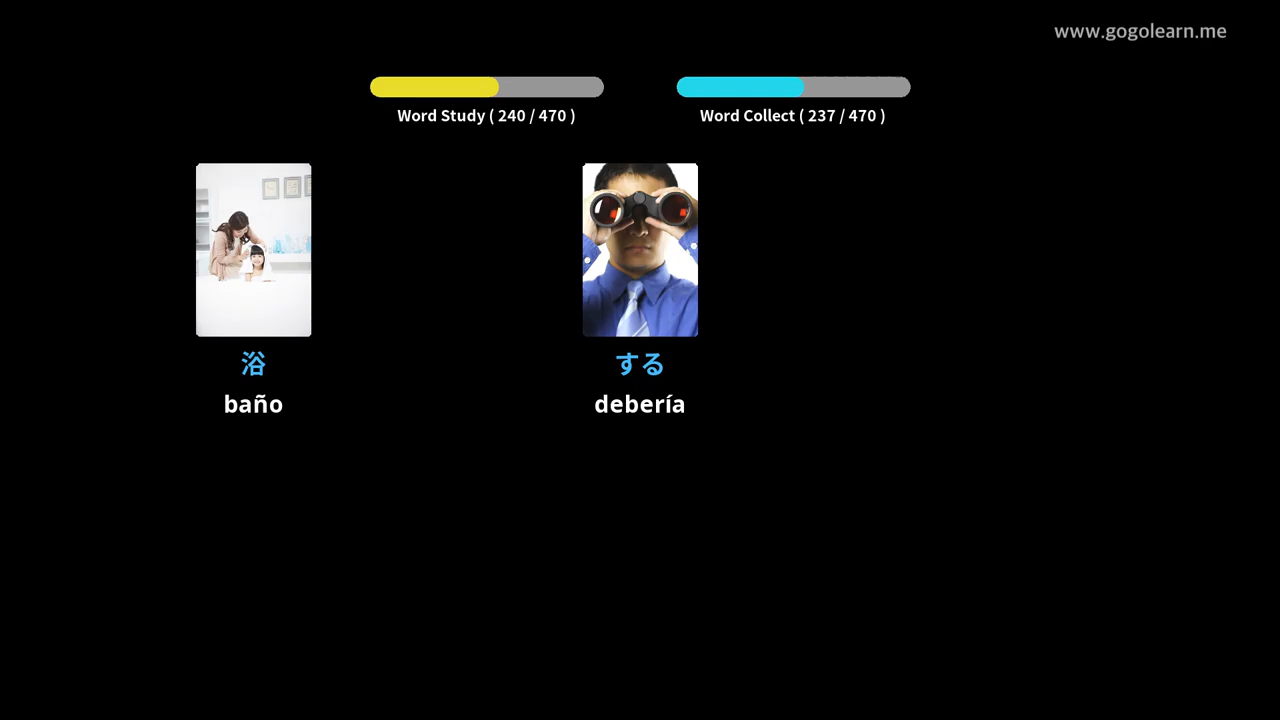 www.gogolearn.me
Word Study ( 240 / 470 )
Word Collect ( 237 / 470 )
浴
baño
する
debería